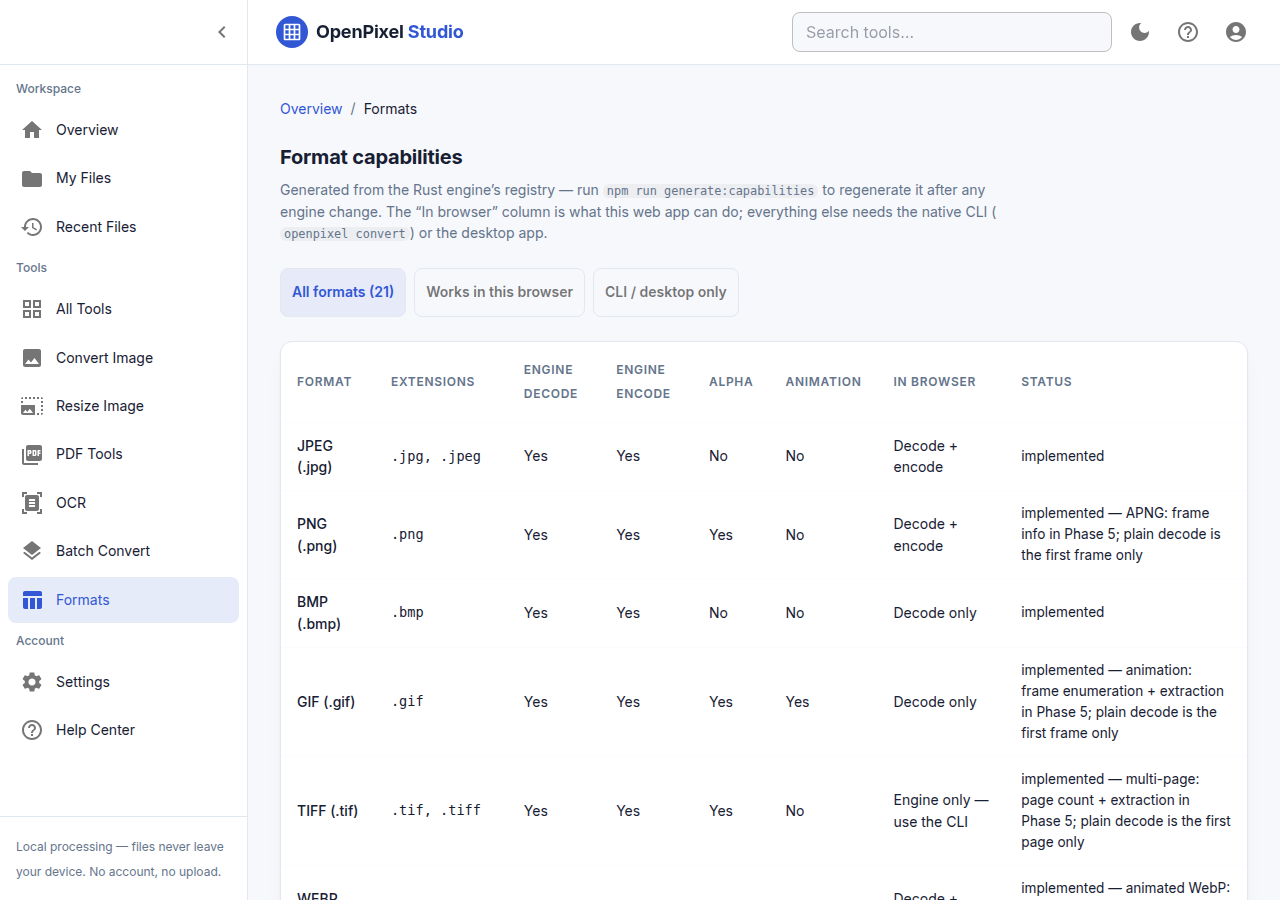 OpenPixel Studio
Search tools...
Workspace
Overview
My Files
Recent Files
Tools
All Tools
Convert Image
Resize Image
PDF Tools
OCR
Batch Convert
Formats
Account
Settings
Help Center
Local processing — files never leave
your device. No account, no upload.
Overview / Formats
Format capabilities
Generated from the Rust engine’s registry — run npm run generate:capabilities to regenerate it after any
engine change. The “In browser” column is what this web app can do; everything else needs the native CLI (
openpixel convert) or the desktop app.
All formats (21)
Works in this browser
CLI / desktop only
FORMAT EXTENSIONS ENGINE DECODE ENGINE ENCODE ALPHA ANIMATION IN BROWSER STATUS
JPEG (.jpg) .jpg, .jpeg Yes Yes No No Decode + encode implemented
PNG (.png) .png Yes Yes Yes No Decode + encode implemented — APNG: frame info in Phase 5; plain decode is the first frame only
BMP (.bmp) .bmp Yes Yes No No Decode only implemented
GIF (.gif) .gif Yes Yes Yes Yes Decode only implemented — animation: frame enumeration + extraction in Phase 5; plain decode is the first frame only
TIFF (.tif) .tif, .tiff Yes Yes Yes No Engine only — use the CLI implemented — multi-page: page count + extraction in Phase 5; plain decode is the first page only
WEBP Decode + implemented — animated WebP: